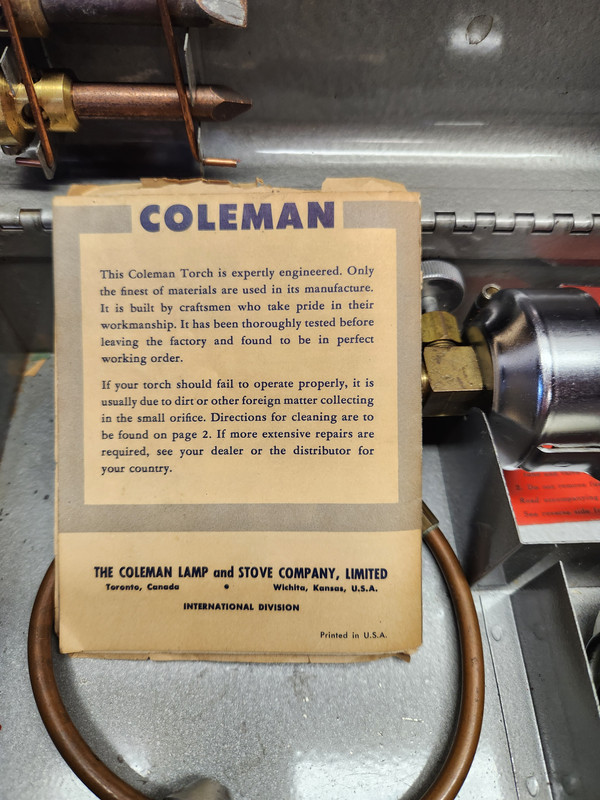 COLEMAN
This Coleman Torch is expertly engineered. Only
the finest of materials are used in its manufacture.
It is built by craftsmen who take pride in their
workmanship. It has been thoroughly tested before
leaving the factory and found to be in perfect
working order.
If your torch should fail to operate properly, it is
usually due to dirt or other foreign matter collecting
in the small orifice. Directions for cleaning are to
be found on page 2. If more extensive repairs are
required, see your dealer or the distributor for
your country.
THE COLEMAN LAMP and STOVE COMPANY, LIMITED
Toronto, Canada • Wichita, Kansas, U.S.A.
INTERNATIONAL DIVISION
Printed in U.S.A.